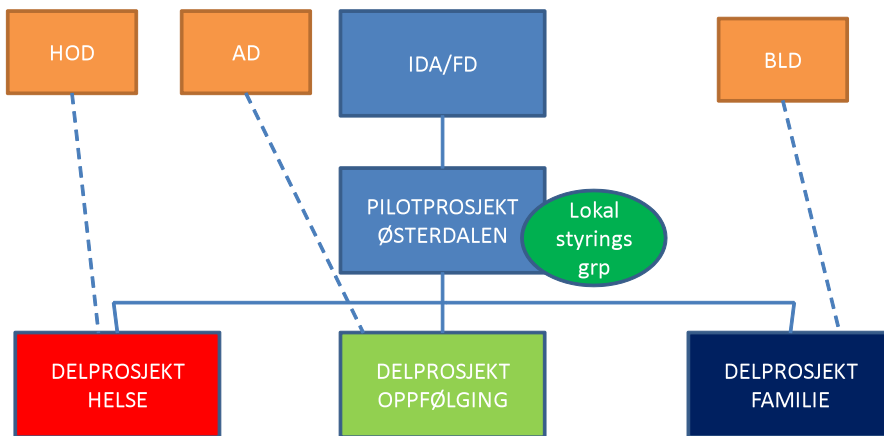 HOD
AD
IDA/FD
BLD
PILOTPROSJEKT
ØSTERDALEN
Lokal
styrings
grp
DELPROSJEKT
HELSE
DELPROSJEKT
OPPFØLGING
DELPROSJEKT
FAMILIE